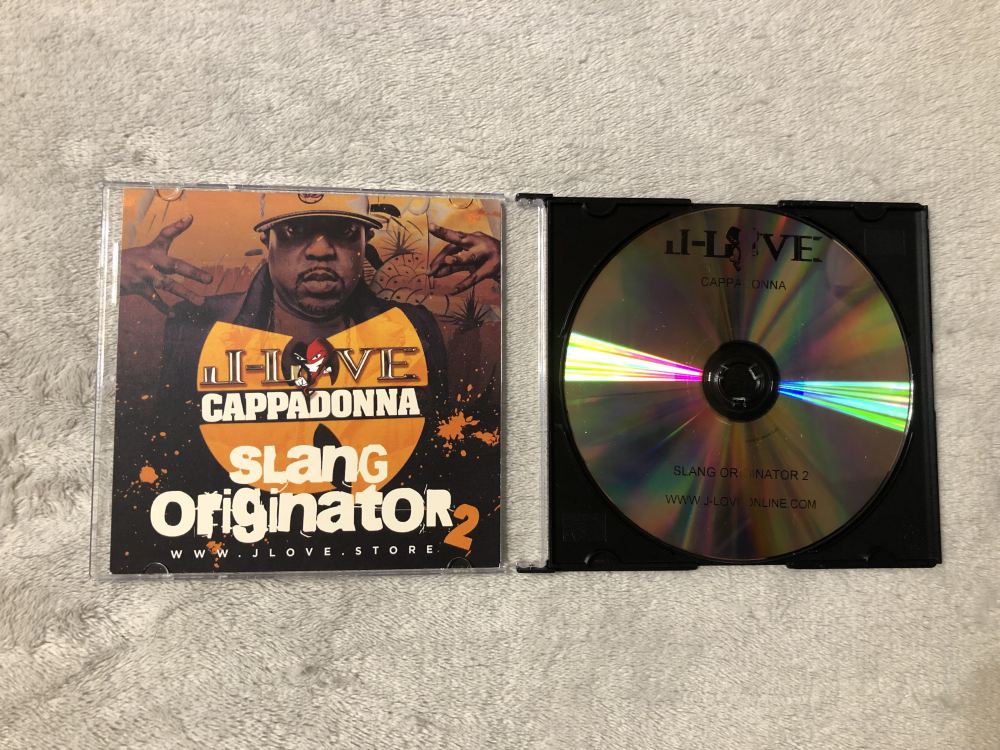 J-LOVE
CAPPADONNA
SLANG
ORIGINATOR 2
WWW.JLOVE.STORE
J-LOVE
CAPPADONNA
SLANG ORIGINATOR 2
WWW.J-LOVEONLINE.COM